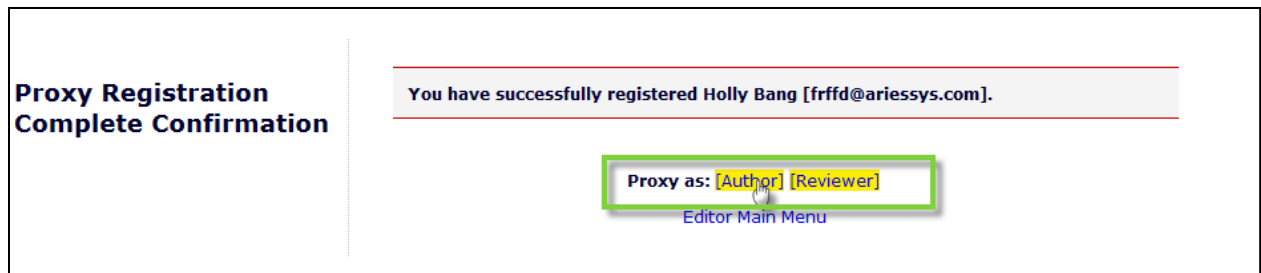 Proxy Registration
Complete Confirmation
You have successfully registered Holly Bang [frffd@ariessys.com].
Proxy as: [Author] [Reviewer]
Editor Main Menu